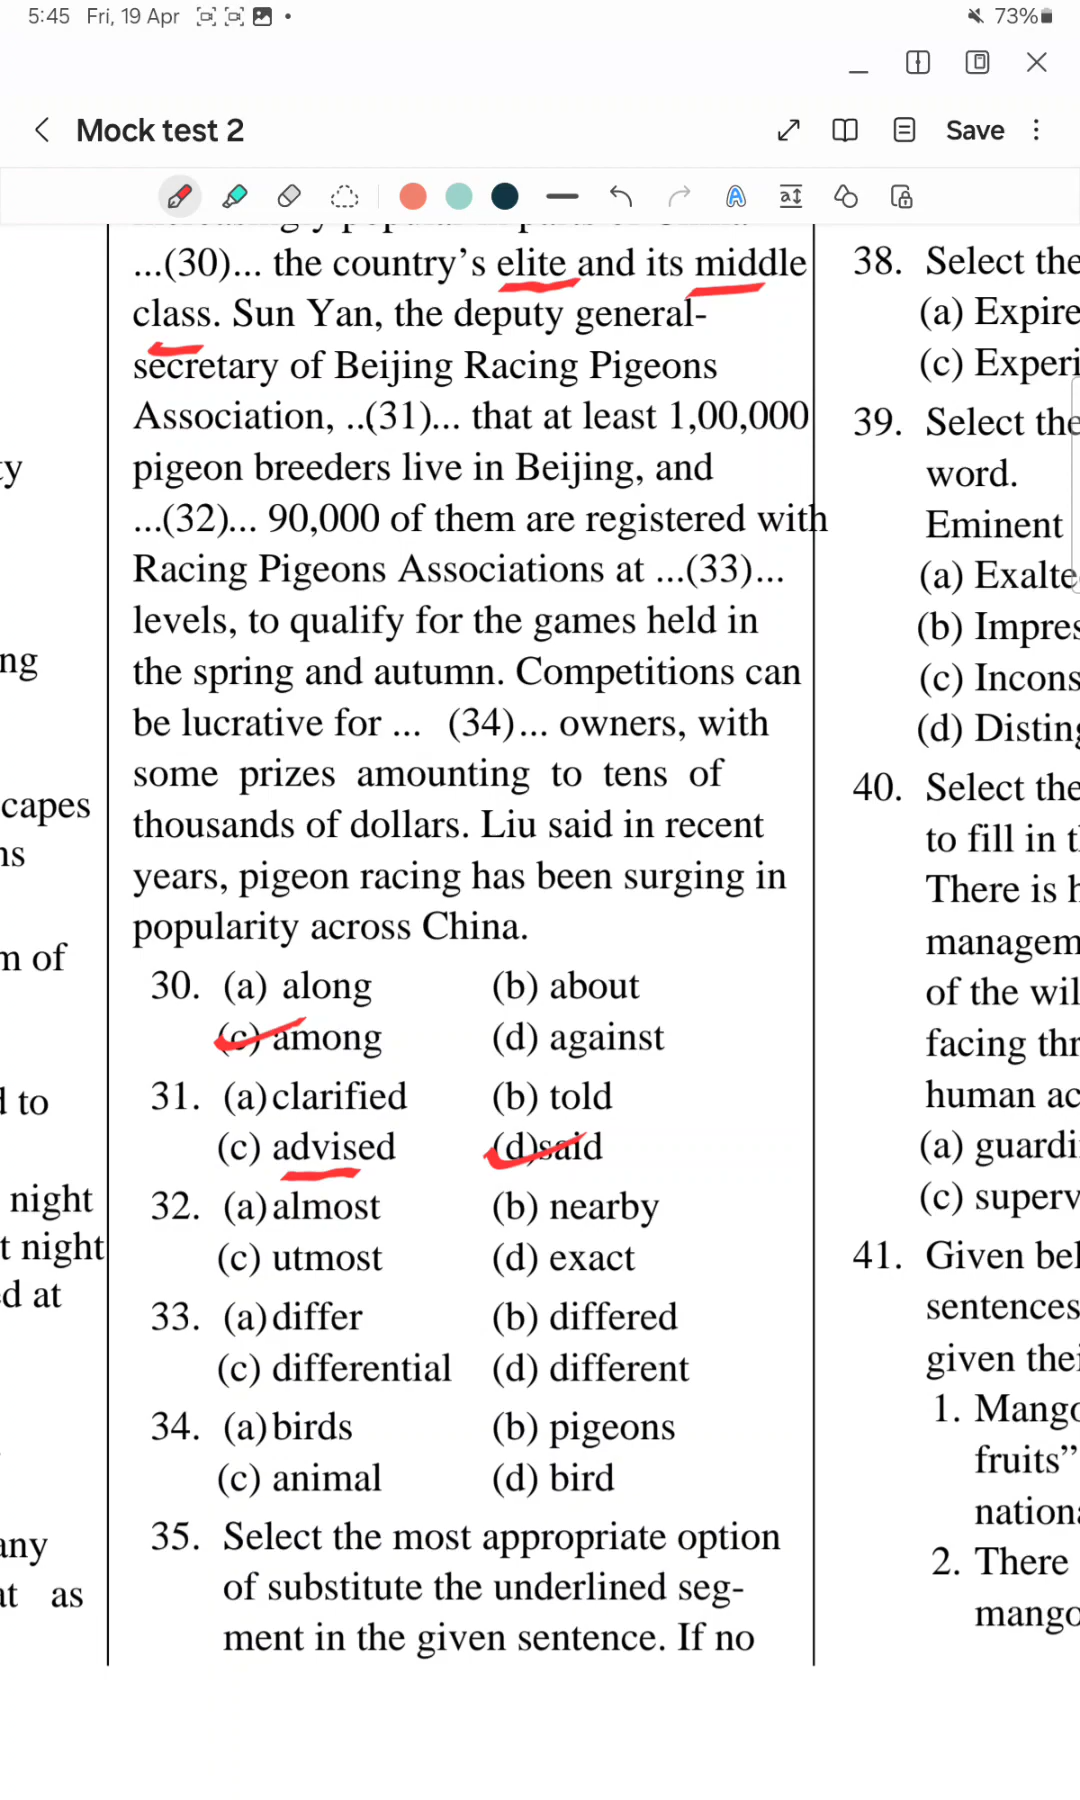 5:45 Fri, 19 Apr
73%
Mock test 2
Save
...(30)... the country's elite and its middle
class. Sun Yan, the deputy general-
secretary of Beijing Racing Pigeons
Association, ..(31)... that at least 1,00,000
pigeon breeders live in Beijing, and
...(32)... 90,000 of them are registered with
Racing Pigeons Associations at ...(33)...
levels, to qualify for the games held in
the spring and autumn. Competitions can
be lucrative for ... (34)... owners, with
some prizes amounting to tens of
thousands of dollars. Liu said in recent
years, pigeon racing has been surging in
popularity across China.
30. (a) along (b) about
(c) among (d) against
31. (a) clarified (b) told
(c) advised (d) said
32. (a) almost (b) nearby
(c) utmost (d) exact
33. (a) differ (b) differed
(c) differential (d) different
34. (a) birds (b) pigeons
(c) animal (d) bird
35. Select the most appropriate option
of substitute the underlined seg-
ment in the given sentence. If no
38. Select the
(a) Expire
(c) Experi
39. Select the
word.
Eminent
(a) Exalte
(b) Impres
(c) Incons
(d) Disting
40. Select the
to fill in t
There is h
managem
of the wil
facing thr
human ac
(a) guardi
(c) superv
41. Given bel
sentences
given thei
1. Mango
fruits”
nationa
2. There
mango
ty
ng
capes
ns
m of
d to
night
t night
ed at
any
at as